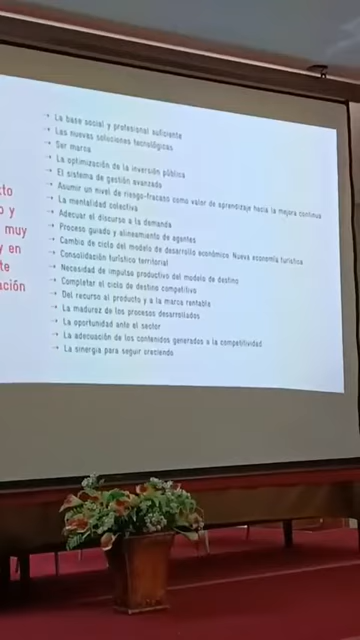 La base social y profesional suficiente
Las nuevas soluciones tecnológicas
Ser marca
La optimización de la inversión pública
El sistema de gestión avanzado
Asumir un nivel de riesgo-fracaso como valor de aprendizaje hacia la mejora continua
La mentalidad colectiva
Adecuar el discurso a la demanda
Proceso guiado y alineamiento de agentes
Cambio de ciclo del modelo de desarrollo económico. Nueva economía turística
Consolidación turístico territorial
Necesidad de impulso productivo del modelo de destino
Completar el ciclo de destino competitivo
Del recurso al producto y a la marca rentable
La madurez de los procesos desarrollados
La oportunidad ante el sector
La adecuación de los contenidos generados a la competitividad
La sinergia para seguir creciendo
y
muy
y en